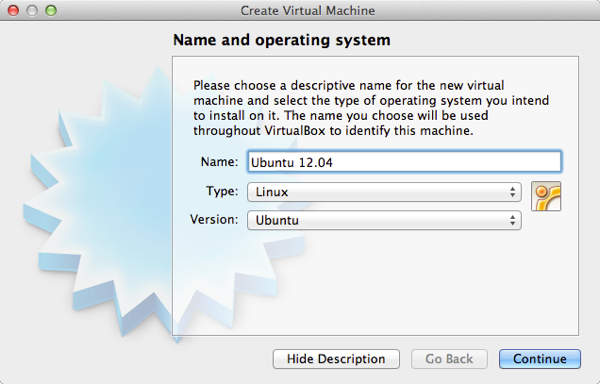 Create Virtual Machine
Name and operating system
Please choose a descriptive name for the new virtual
machine and select the type of operating system you intend
to install on it. The name you choose will be used
throughout VirtualBox to identify this machine.
Name: Ubuntu 12.04
Type: Linux
Version: Ubuntu
Hide Description Go Back Continue